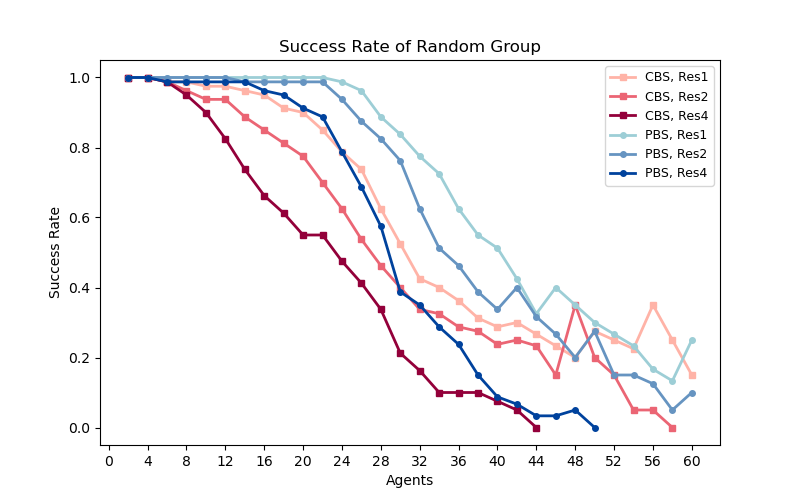 Success Rate of Random Group
CBS, Res1
CBS, Res2
CBS, Res4
PBS, Res1
PBS, Res2
PBS, Res4
Success Rate
1.0
0.8
0.6
0.4
0.2
0.0
0 4 8 12 16 20 24 28 32 36 40 44 48 52 56 60
Agents